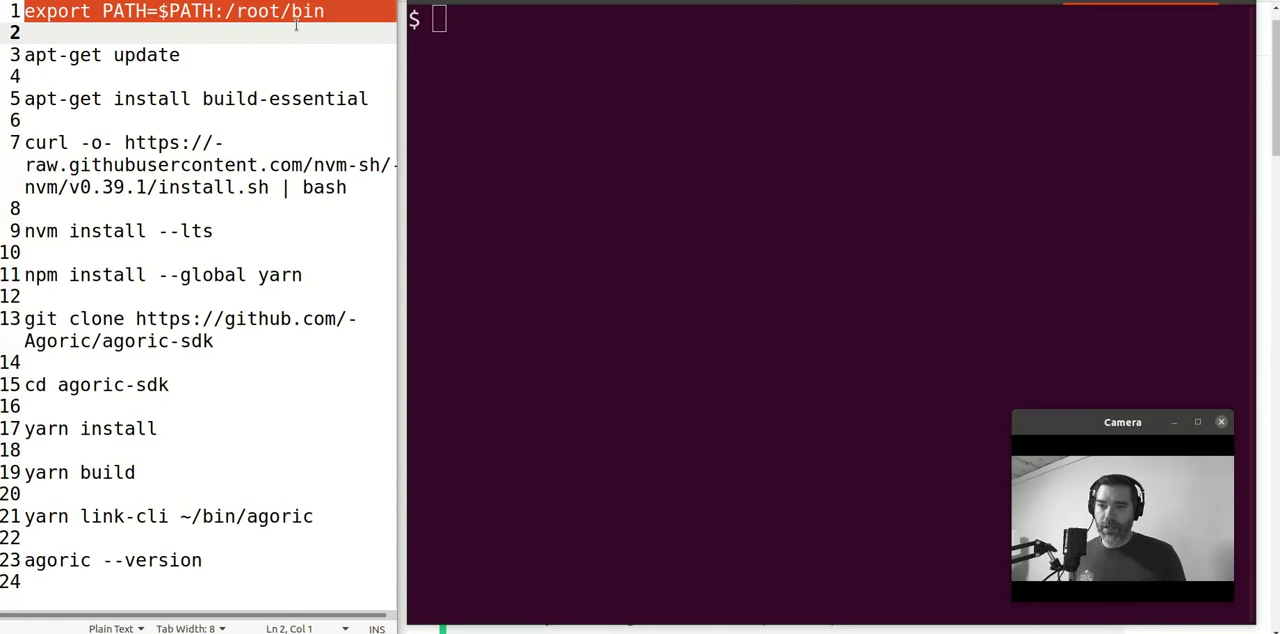 1 export PATH=$PATH:/root/bin
2
3 apt-get update
4
5 apt-get install build-essential
6
7 curl -o- https://-
raw.githubusercontent.com/nvm-sh/-
nvm/v0.39.1/install.sh | bash
8
9 nvm install --lts
10
11 npm install --global yarn
12
13 git clone https://github.com/-
Agoric/agoric-sdk
14
15 cd agoric-sdk
16
17 yarn install
18
19 yarn build
20
21 yarn link-cli ~/bin/agoric
22
23 agoric --version
24
Plain Text Tab Width: 8 Ln 2, Col 1 INS
$
Camera